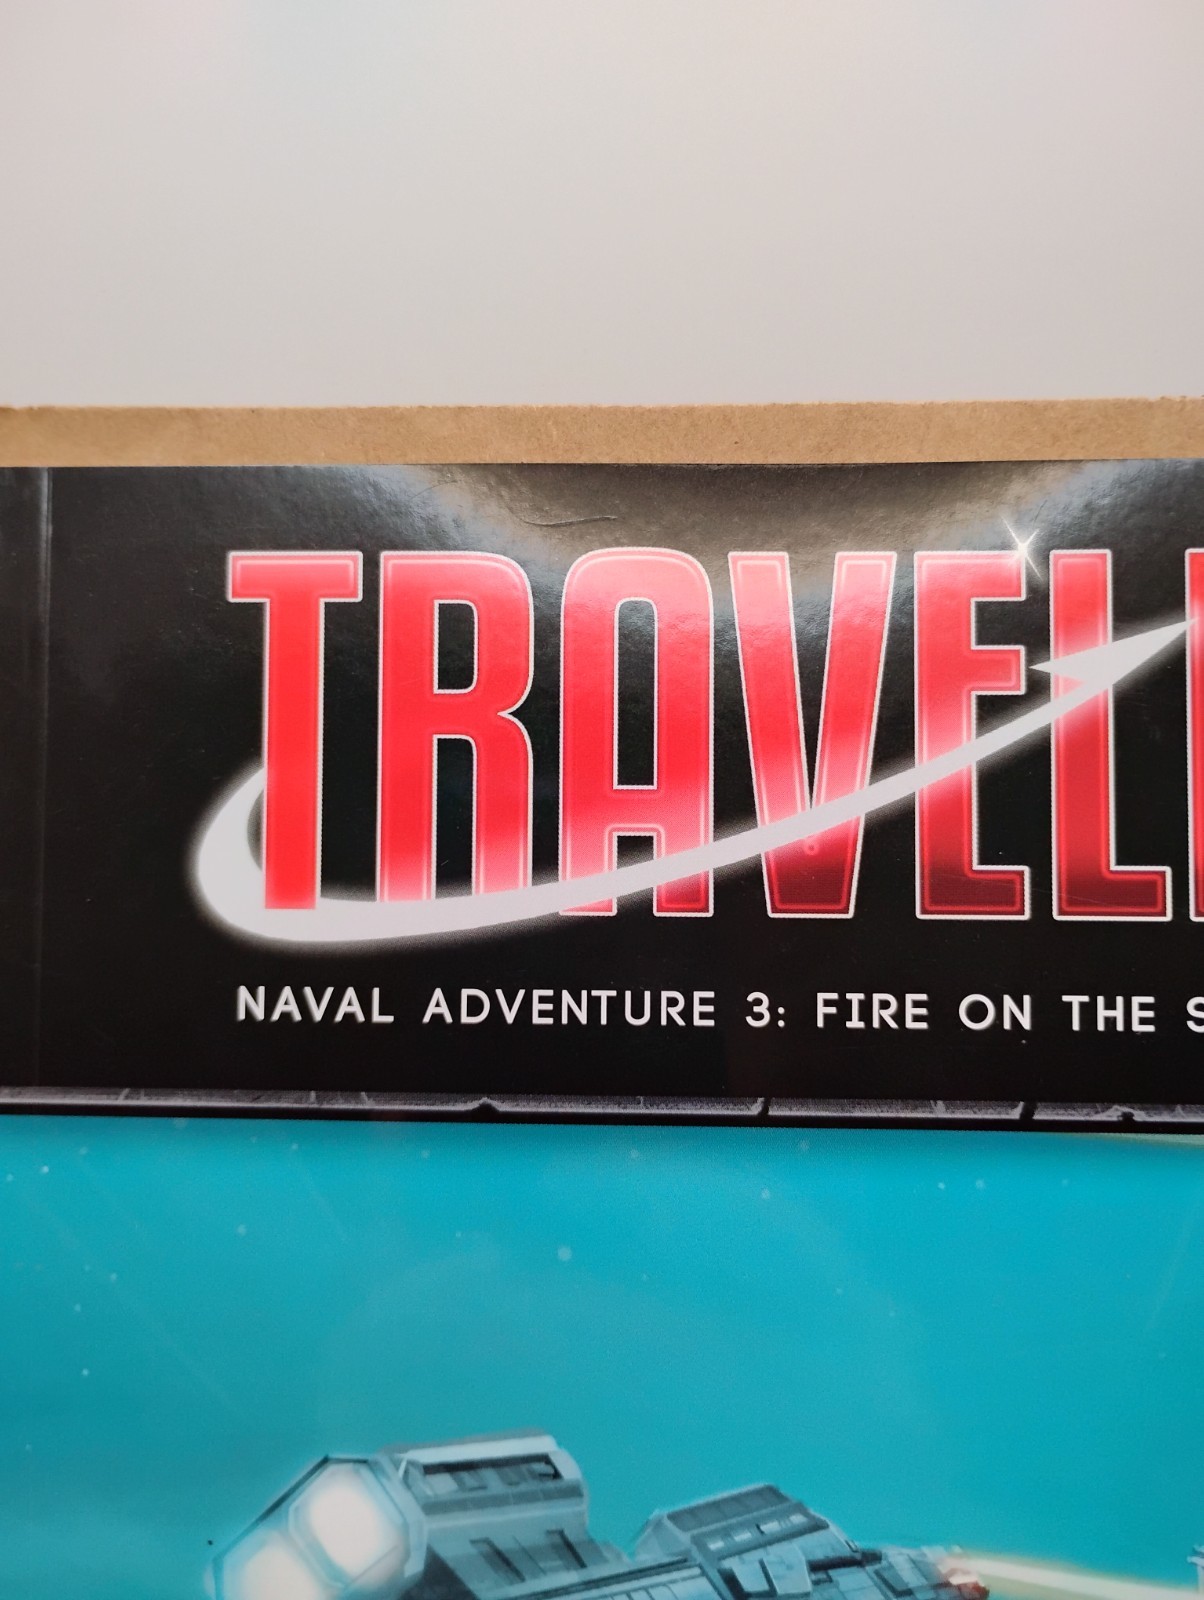 TRAVELL
NAVAL ADVENTURE 3: FIRE ON THE S